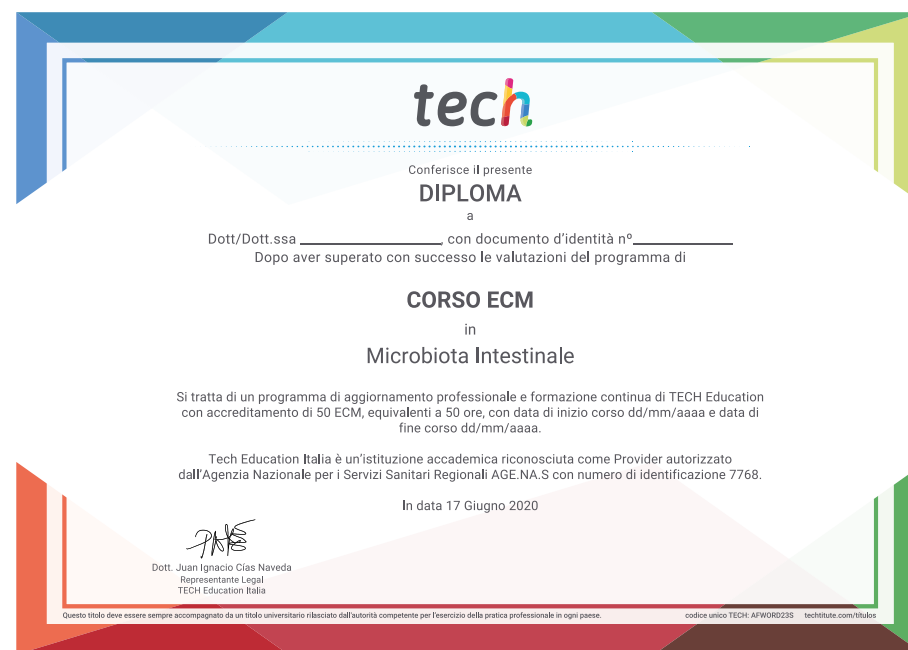 tech
Conferisce il presente
DIPLOMA
a
Dott/Dott.ssa ____________________, con documento d'identità nº______________
Dopo aver superato con successo le valutazioni del programma di
CORSO ECM
in
Microbiota Intestinale
Si tratta di un programma di aggiornamento professionale e formazione continua di TECH Education
con accreditamento di 50 ECM, equivalenti a 50 ore, con data di inizio corso dd/mm/aaaa e data di
fine corso dd/mm/aaaa.
Tech Education Italia è un'istituzione accademica riconosciuta come Provider autorizzato
dall'Agenzia Nazionale per i Servizi Sanitari Regionali AGE.NA.S con numero di identificazione 7768.
In data 17 Giugno 2020
Dott. Juan Ignacio Cías Naveda
Representante Legal
TECH Education Italia
Questo titolo deve essere sempre accompagnato da un titolo universitario rilasciato dall'autorità competente per l'esercizio della pratica professionale in ogni paese. codice unico TECH: AFWORD23S techtitute.com/titulos